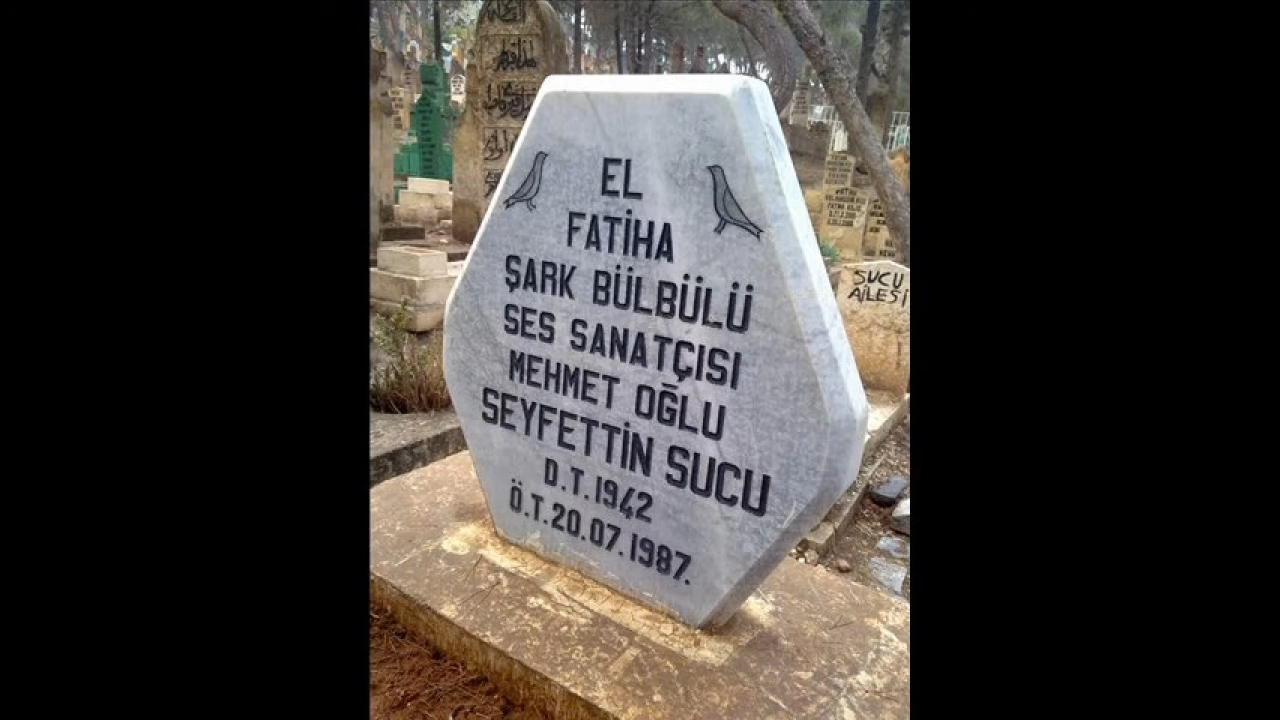 EL
FATİHA
ŞARK BÜLBÜLÜ
SES SANATÇISI
MEHMET OĞLU
SEYFETTİN SUCU
D.T.1942
Ö.T.20.07.1987.
SUCU
AİLESİ